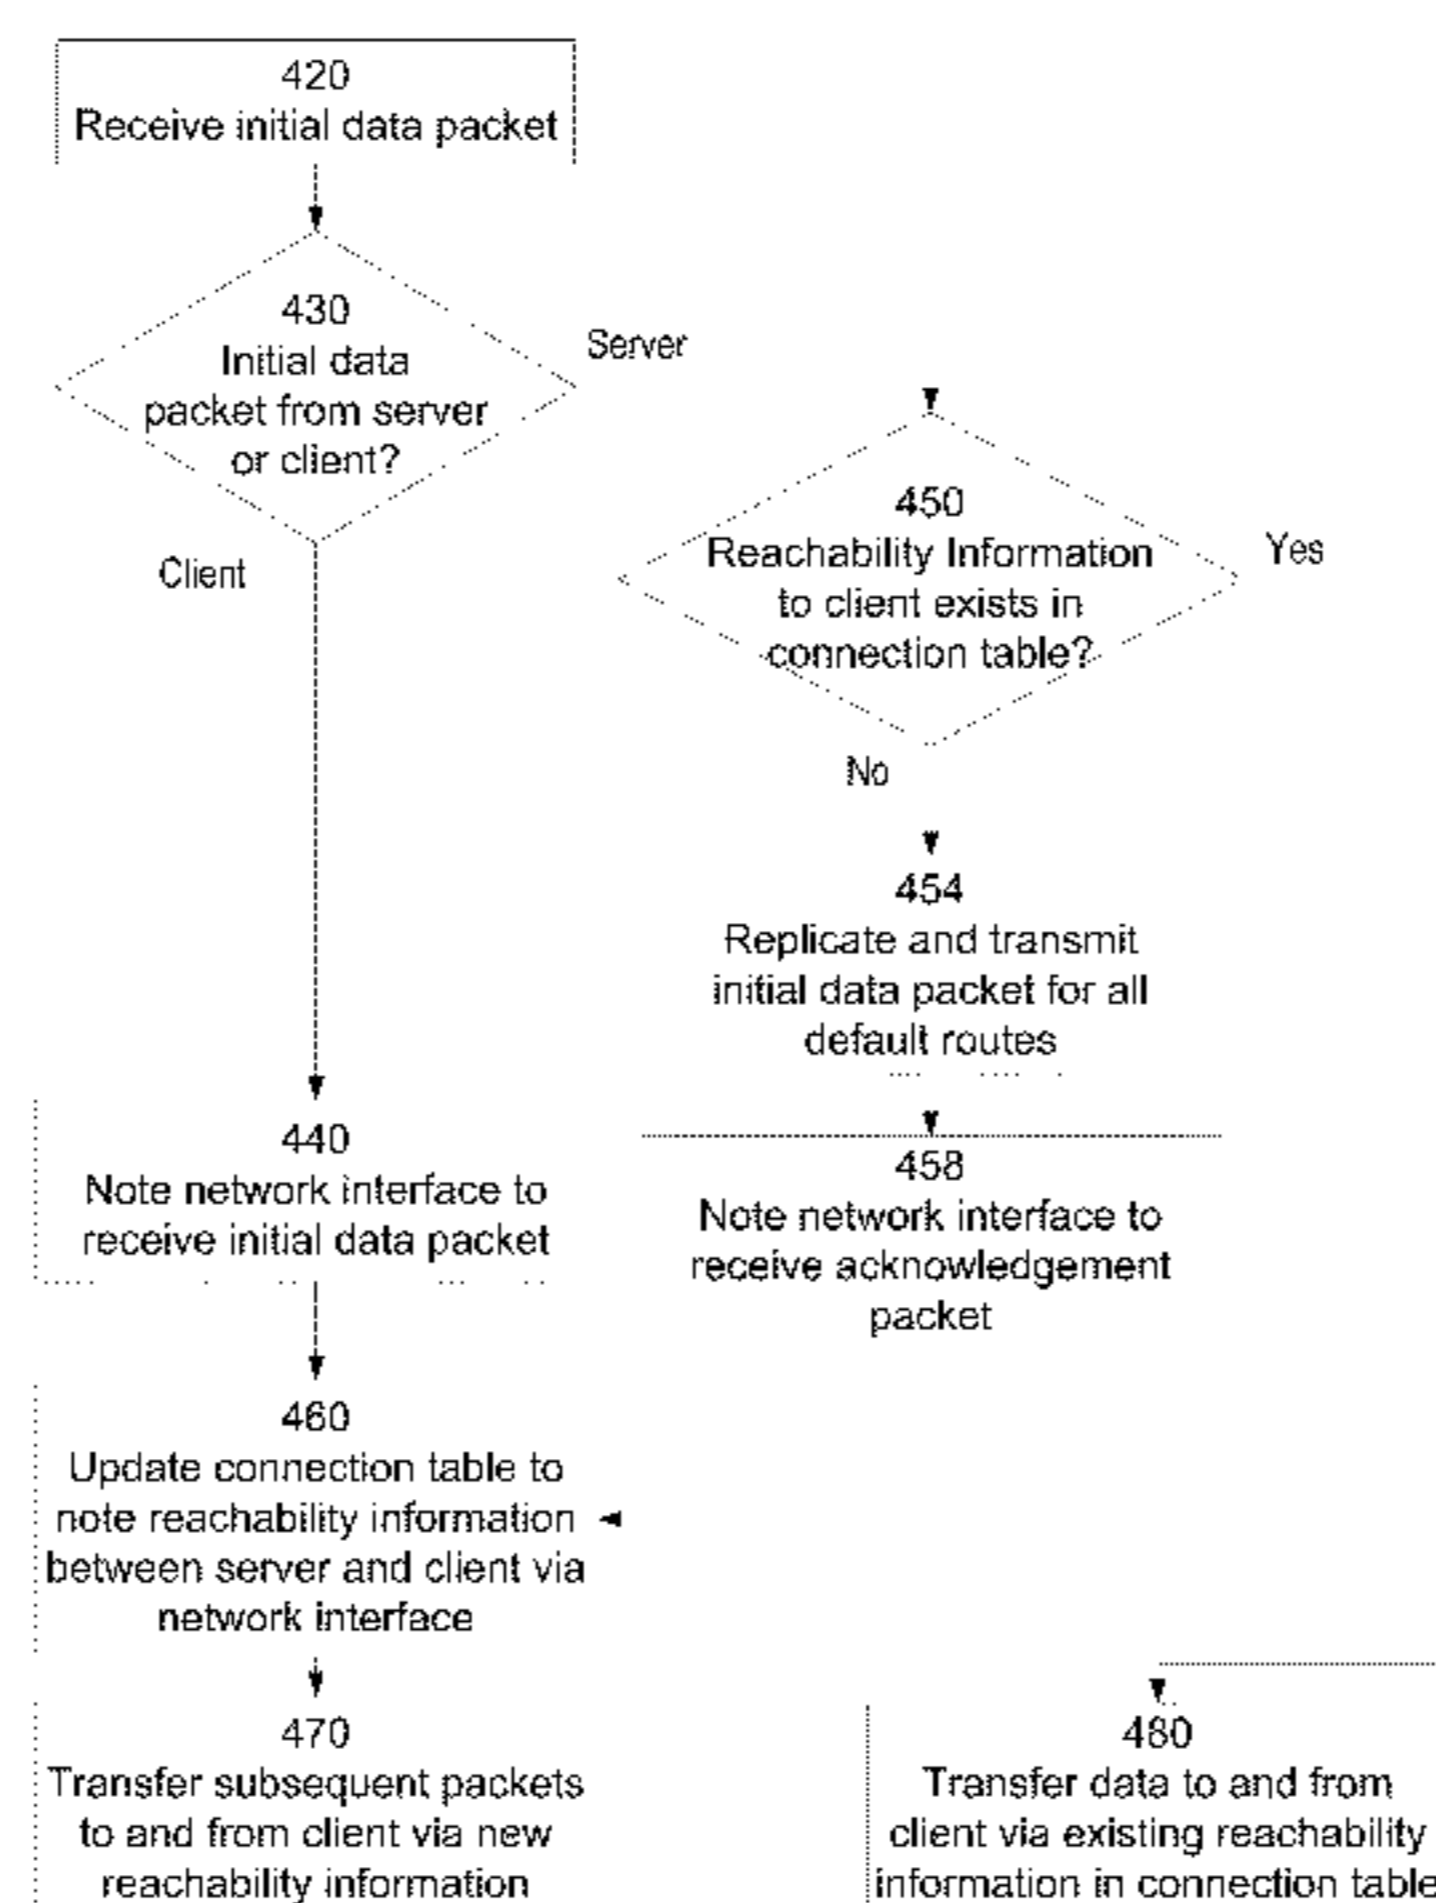 420
Receive initial data packet
430
Initial data
packet from server
or client?
Server
Client
450
Reachability Information
to client exists in
connection table?
Yes
No
454
Replicate and transmit
initial data packet for all
default routes
440
Note network interface to
receive initial data packet
458
Note network interface to
receive acknowledgement
packet
460
Update connection table to
note reachability information
between server and client via
network interface
470
Transfer subsequent packets
to and from client via new
reachability information
480
Transfer data to and from
client via existing reachability
information in connection table